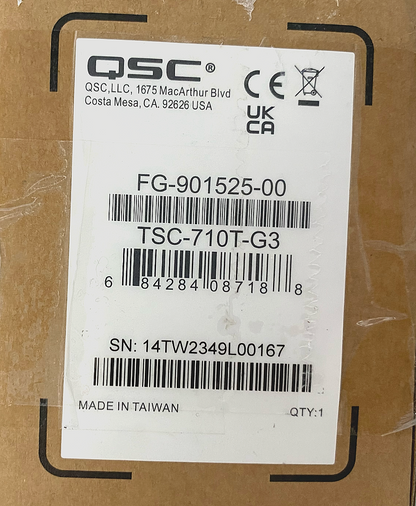 QSC®
QSC,LLC, 1675 MacArthur Blvd
Costa Mesa, CA. 92626 USA
CE
UK
CA
FG-901525-00
TSC-710T-G3
6 84284 08718 8
SN: 14TW2349L00167
MADE IN TAIWAN
QTY:1